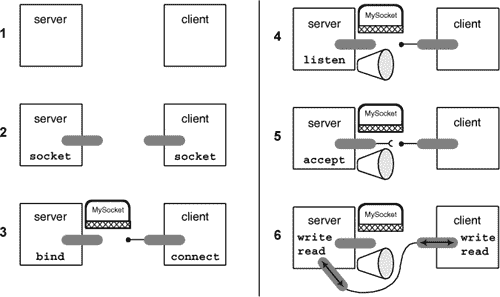 1
server
client
2
server
client
socket
socket
3
server
MySocket
client
bind
connect
4
server
MySocket
client
listen
5
server
MySocket
client
accept
6
server
MySocket
client
write
read
write
read